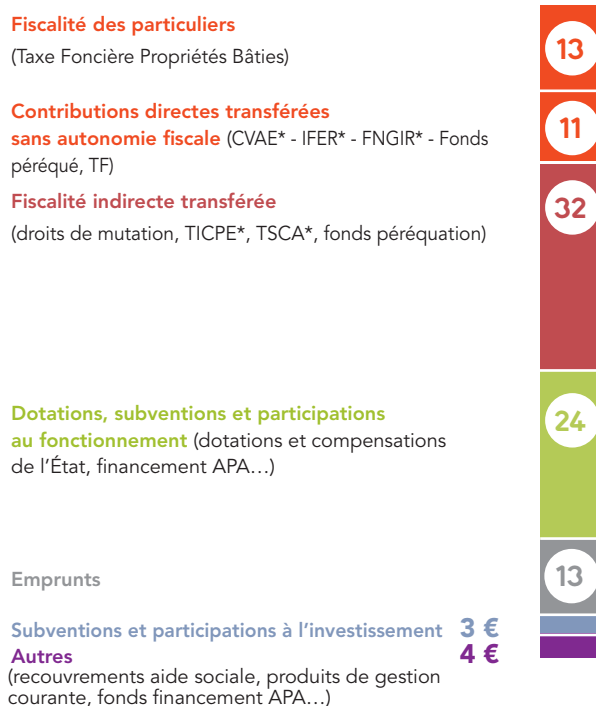 Fiscalité des particuliers
(Taxe Foncière Propriétés Bâties)
13
Contributions directes transférées
sans autonomie fiscale (CVAE* - IFER* - FNGIR* - Fonds
péréqué, TF)
11
Fiscalité indirecte transférée
(droits de mutation, TICPE*, TSCA*, fonds péréquation)
32
Dotations, subventions et participations
au fonctionnement (dotations et compensations
de l'État, financement APA…)
24
Emprunts
13
Subventions et participations à l'investissement 3 €
Autres 4 €
(recouvrements aide sociale, produits de gestion
courante, fonds financement APA…)